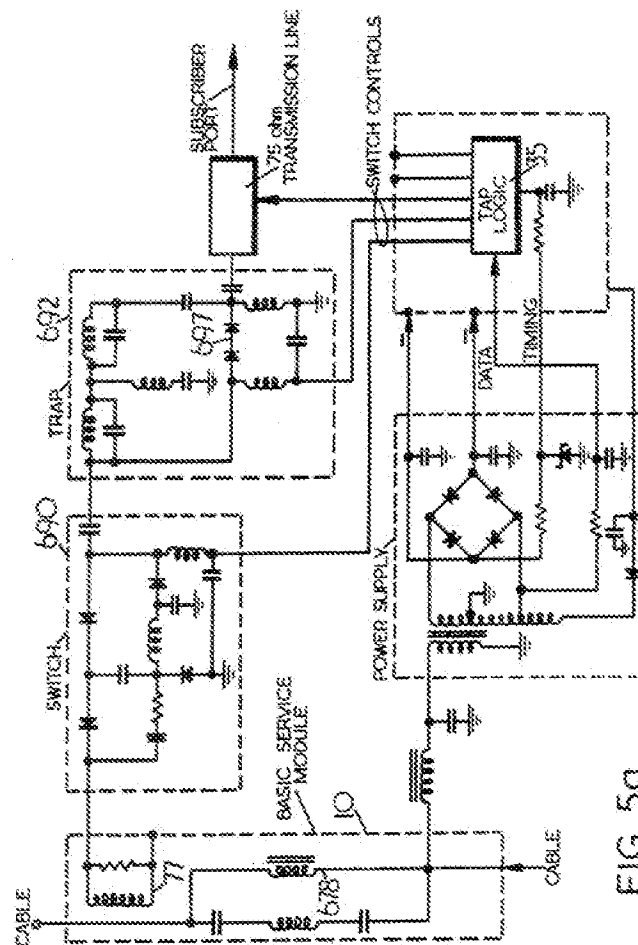 SUBSCRIBER
PORT
75 ohm
TRANSMISSION LINE
SWITCH CONTROLS
TRAP
692
697
TAP
LOGIC
35
SWITCH
690
DATA
TIMING
POWER SUPPLY
BASIC SERVICE
MODULE
10
77
678
CABLE
CABLE
FIG. 5a